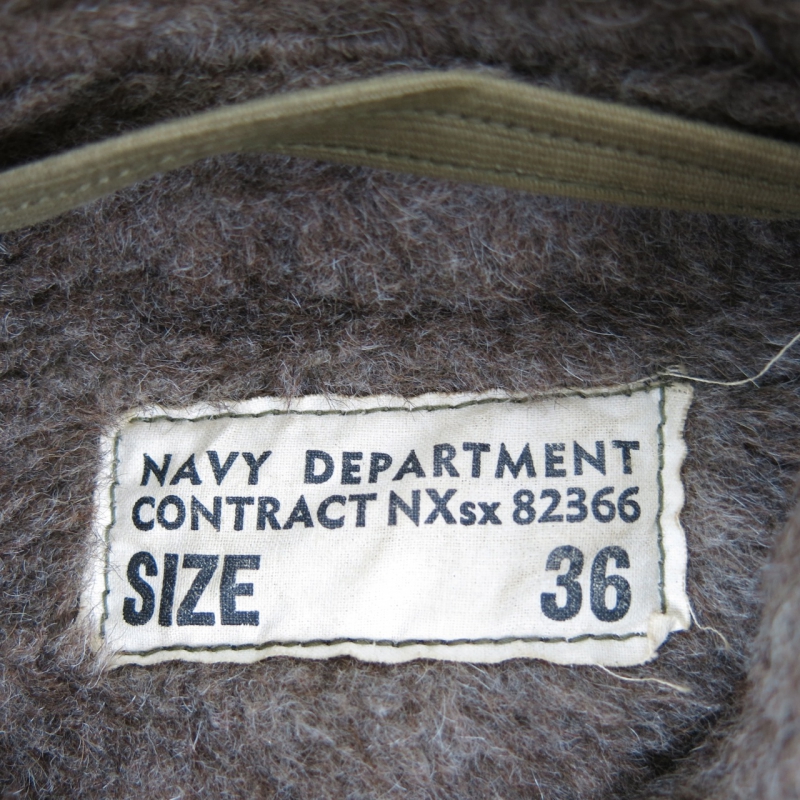 NAVY DEPARTMENT
CONTRACT NXsx 82366
SIZE 36